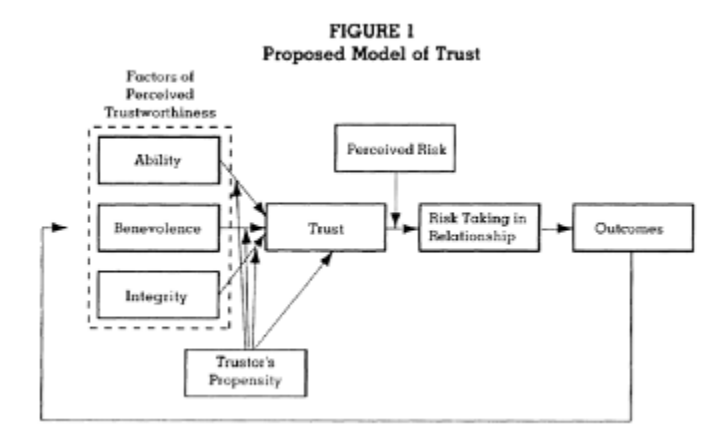 FIGURE 1
Proposed Model of Trust
Factors of
Perceived
Trustworthiness
Ability
Benevolence
Integrity
Trustor's
Propensity
Trust
Perceived Risk
Risk Taking in
Relationship
Outcomes